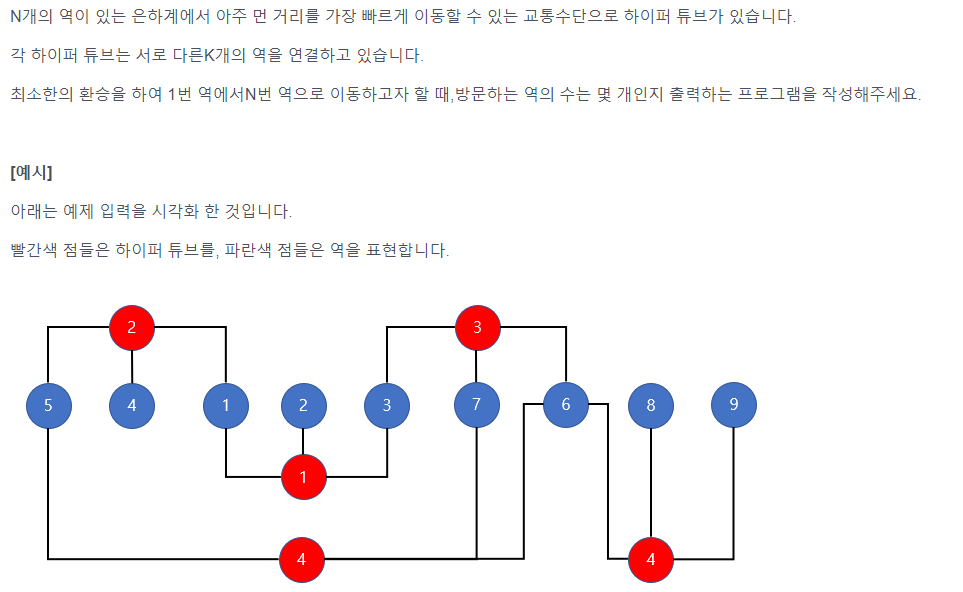 N개의 역이 있는 은하계에서 아주 먼 거리를 가장 빠르게 이동할 수 있는 교통수단으로 하이퍼 튜브가 있습니다.
각 하이퍼 튜브는 서로 다른K개의 역을 연결하고 있습니다.
최소한의 환승을 하여 1번 역에서N번 역으로 이동하고자 할 때,방문하는 역의 수는 몇 개인지 출력하는 프로그램을 작성해주세요.
[예시]
아래는 예제 입력을 시각화 한 것입니다.
빨간색 점들은 하이퍼 튜브를, 파란색 점들은 역을 표현합니다.
2 3
5 4 1 2 3 7 6 8 9
1
4 4